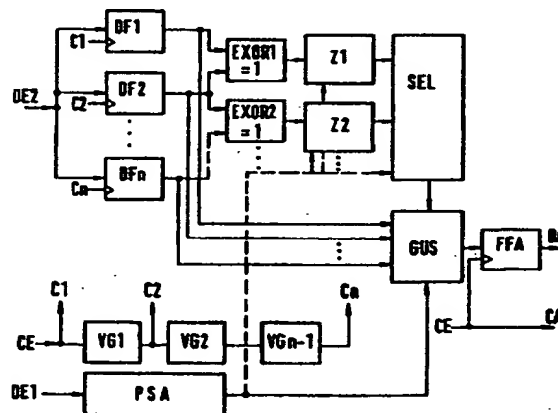 DF1
C1
EXOR1
=1
Z1
SEL
DE2
DF2
C2
EXOR2
=1
Z2
DFn
Cn
GUS
FFA
C1
C2
Cn
CE
CE
VG1
VG2
VGn-1
DE1
PSA